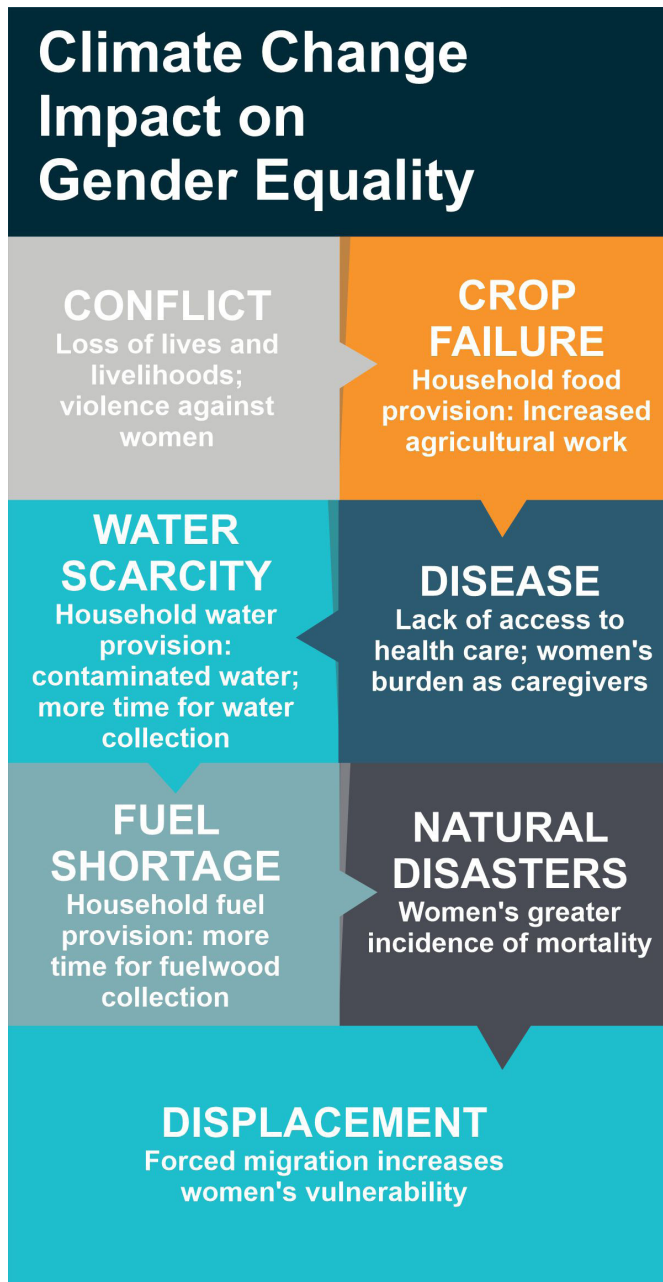 Climate Change
Impact on
Gender Equality
CONFLICT
Loss of lives and
livelihoods;
violence against
women
CROP
FAILURE
Household food
provision: Increased
agricultural work
DISEASE
Lack of access to
health care; women's
burden as caregivers
WATER
SCARCITY
Household water
provision:
contaminated water;
more time for water
collection
FUEL
SHORTAGE
Household fuel
provision: more
time for fuelwood
collection
NATURAL
DISASTERS
Women's greater
incidence of mortality
DISPLACEMENT
Forced migration increases
women's vulnerability